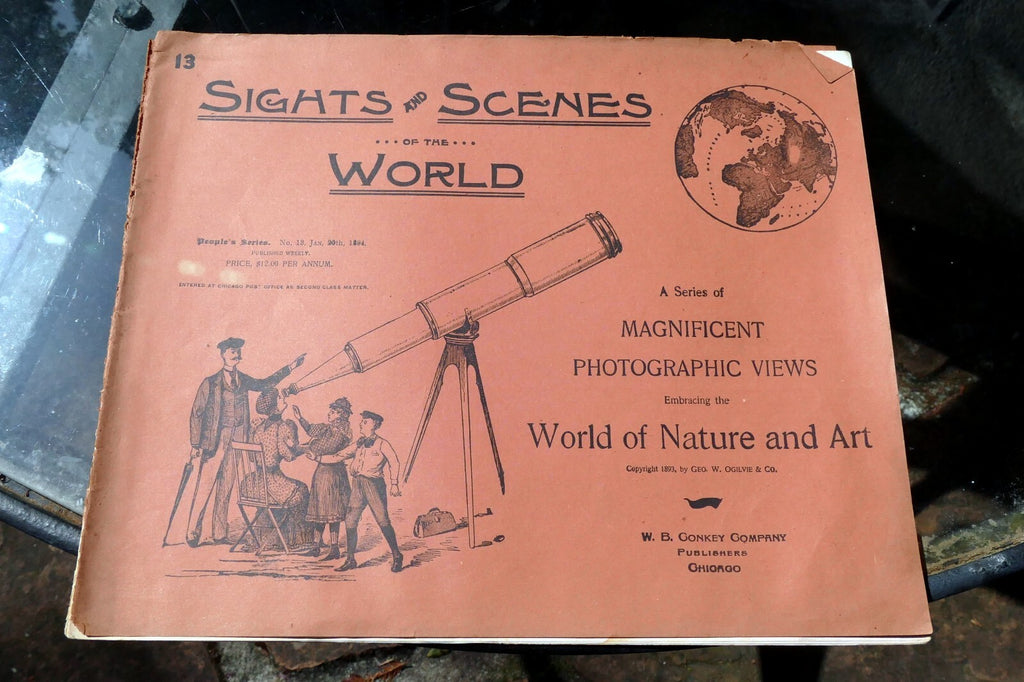 13
SIGHTS AND SCENES
OF THE
WORLD
People's Series. No. 13. Jan. 20th, 1894.
PUBLISHED WEEKLY.
PRICE, $12.00 PER ANNUM.
ENTERED AT CHICAGO POST OFFICE AS SECOND CLASS MATTER.
A Series of
MAGNIFICENT
PHOTOGRAPHIC VIEWS
Embracing the
World of Nature and Art
Copyright 1893, by GEO. W. OGILVIE & CO.
W. B. CONKEY COMPANY
PUBLISHERS
CHICAGO